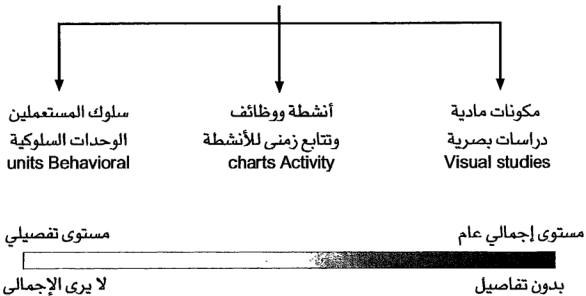 مكونات مادية
دراسات بصرية
Visual studies
أنشطة ووظائف
وتتابع زمنى للأنشطة
charts Activity
سلوك المستعملين
الوحدات السلوكية
units Behavioral
مستوى إجمالي عام
مستوى تفصيلي
بدون تفاصيل
لا يرى الإجمالى